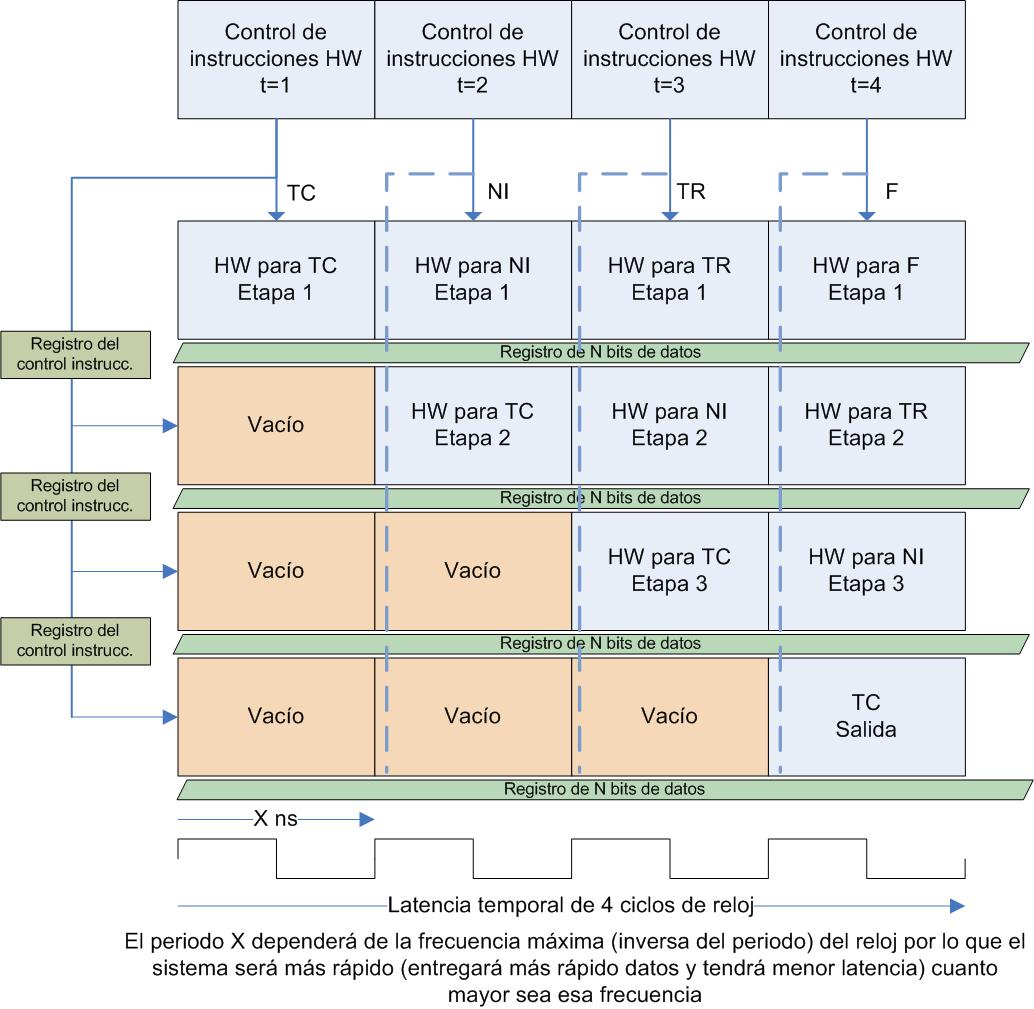 Control de
instrucciones HW
t=1
Control de
instrucciones HW
t=2
Control de
instrucciones HW
t=3
Control de
instrucciones HW
t=4
TC
NI
TR
F
HW para TC
Etapa 1
HW para NI
Etapa 1
HW para TR
Etapa 1
HW para F
Etapa 1
Registro del
control instrucc.
Registro de N bits de datos
Vacío
HW para TC
Etapa 2
HW para NI
Etapa 2
HW para TR
Etapa 2
Registro del
control instrucc.
Registro de N bits de datos
Vacío
Vacío
HW para TC
Etapa 3
HW para NI
Etapa 3
Registro del
control instrucc.
Registro de N bits de datos
Vacío
Vacío
Vacío
TC
Salida
Registro de N bits de datos
X ns
Latencia temporal de 4 ciclos de reloj
El periodo X dependerá de la frecuencia máxima (inversa del periodo) del reloj por lo que el
sistema será más rápido (entregará más rápido datos y tendrá menor latencia) cuanto
mayor sea esa frecuencia